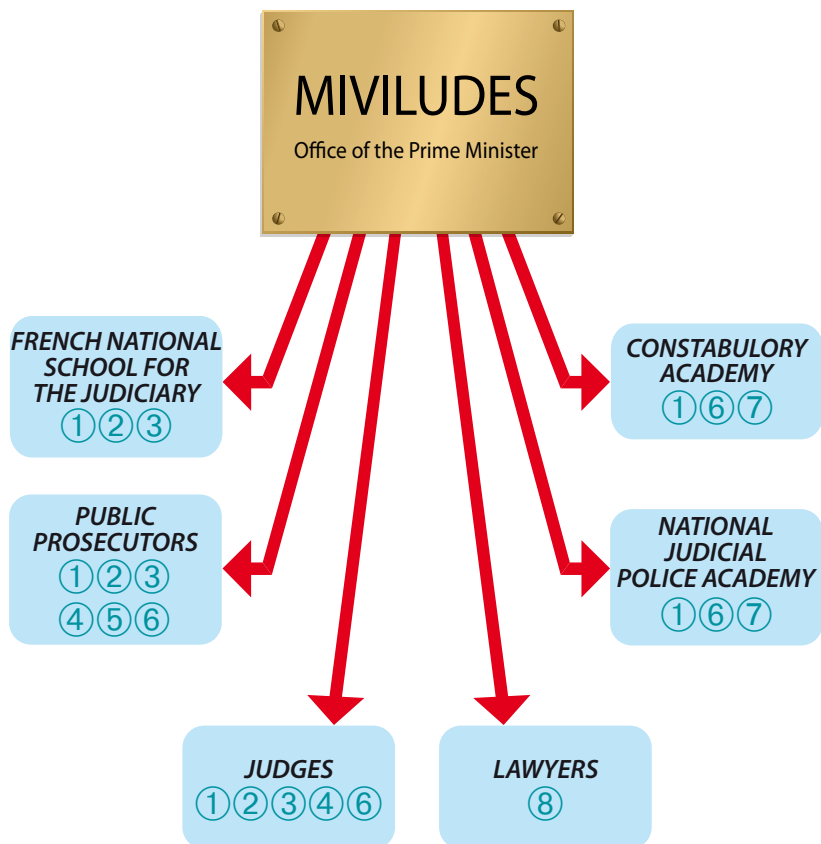 MIVILUDES
Office of the Prime Minister
FRENCH NATIONAL
SCHOOL FOR
THE JUDICIARY
①②③
PUBLIC
PROSECUTORS
①②③
④⑤⑥
JUDGES
①②③④⑥
LAWYERS
⑧
CONSTABULORY
ACADEMY
①⑥⑦
NATIONAL
JUDICIAL
POLICE ACADEMY
①⑥⑦